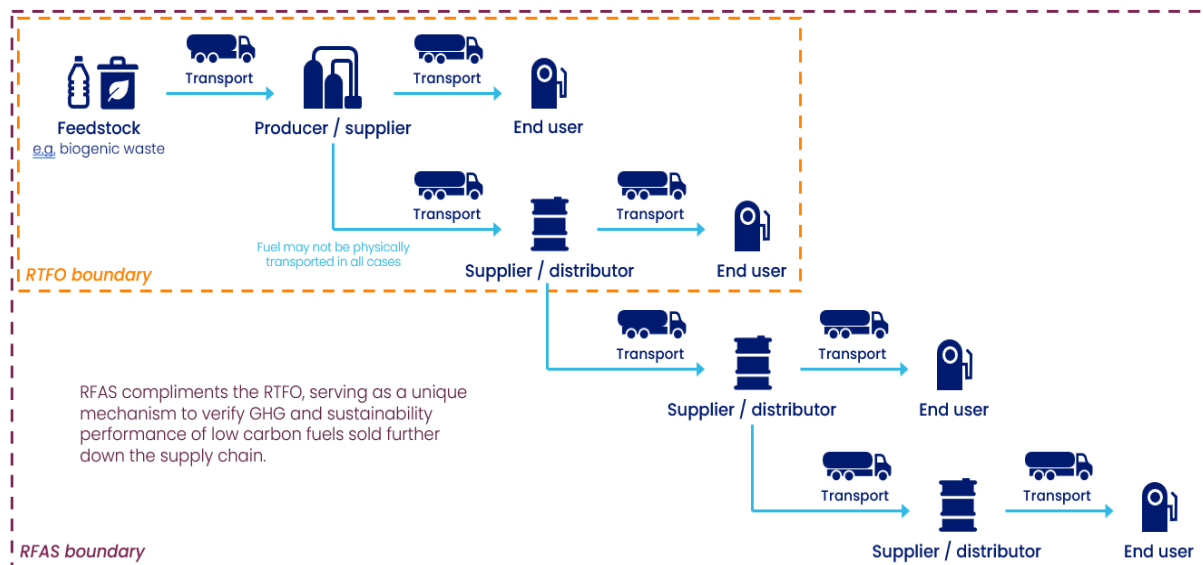 Transport
Transport
Feedstock
e.g. biogenic waste
Producer / supplier
End user
Transport
Transport
Fuel may not be physically
transported in all cases
RTFO boundary
Supplier / distributor
End user
Transport
Transport
RFAS compliments the RTFO, serving as a unique
mechanism to verify GHG and sustainability
performance of low carbon fuels sold further
down the supply chain.
Supplier / distributor
End user
Transport
Transport
RFAS boundary
Supplier / distributor
End user